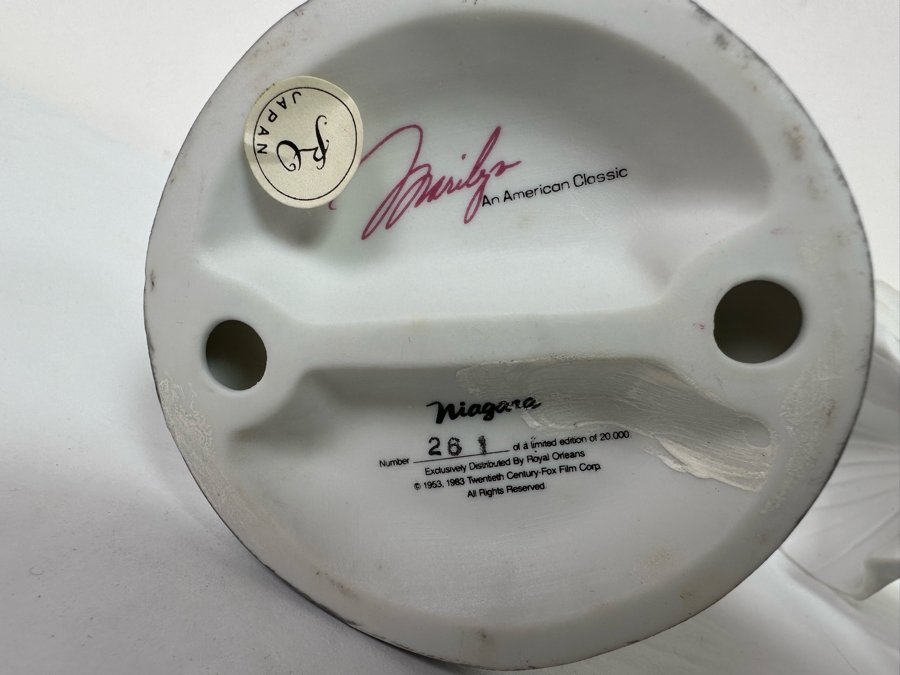 JAPAN
Marilyn
An American Classic
Niagara
Number 261 of a limited edition of 20.000
Exclusively Distributed By Royal Orleans
© 1953, 1983 Twentieth Century-Fox Film Corp.
All Rights Reserved.